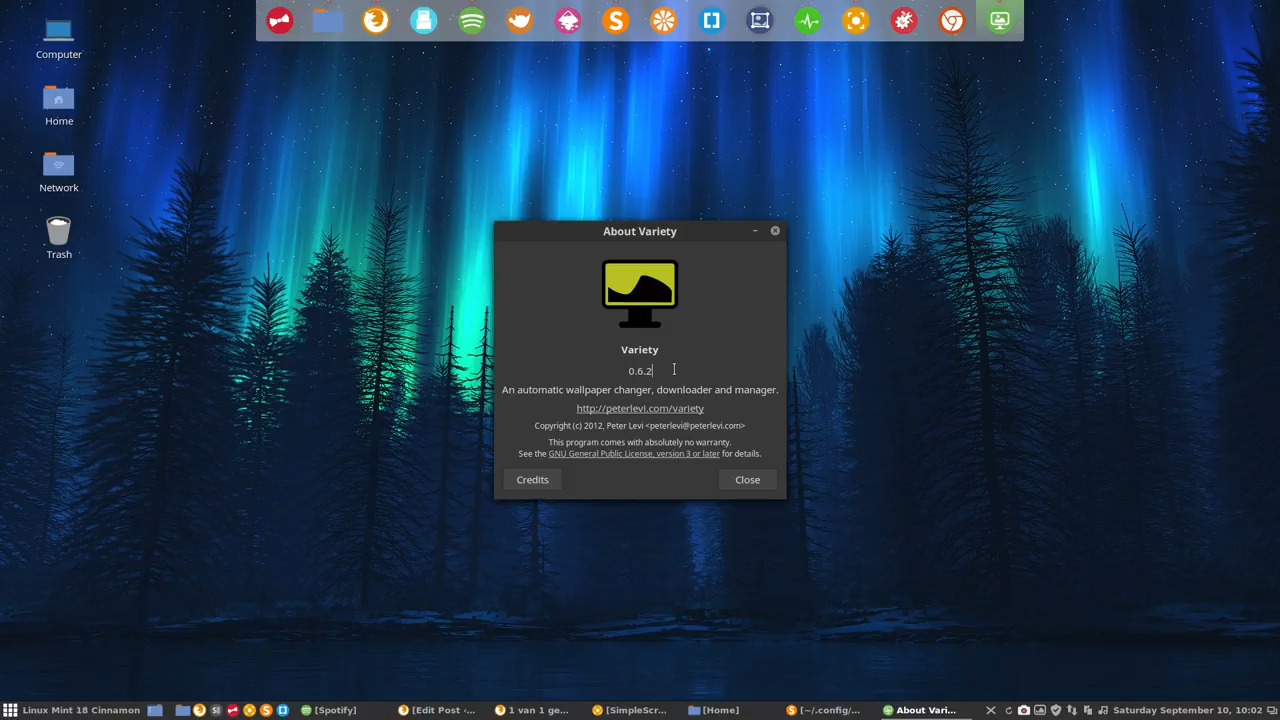 Computer
Home
Network
Trash
About Variety
Variety
0.6.2
An automatic wallpaper changer, downloader and manager.
http://peterlevi.com/variety
Copyright (c) 2012, Peter Levi <peterlevi@peterlevi.com>
This program comes with absolutely no warranty.
See the GNU General Public License, version 3 or later for details.
Credits
Close
Linux Mint 18 Cinnamon
[Spotify]
[Edit Post ‹...
1 van 1 ge...
[SimpleScr...
[Home]
[~/.config/...
About Vari...
Saturday September 10, 10:02